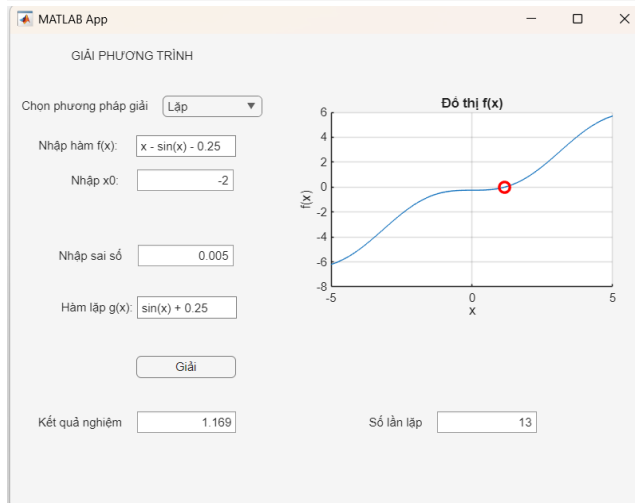 MATLAB App
GIẢI PHƯƠNG TRÌNH
Chọn phương pháp giải Lặp
Nhập hàm f(x): x - sin(x) - 0.25
Nhập x0: -2
Nhập sai số 0.005
Hàm lặp g(x): sin(x) + 0.25
Giải
Kết quả nghiệm 1.169
Số lần lặp 13
Đồ thị f(x)
f(x)
6
4
2
0
-2
-4
-6
-8
-5 0 5
x